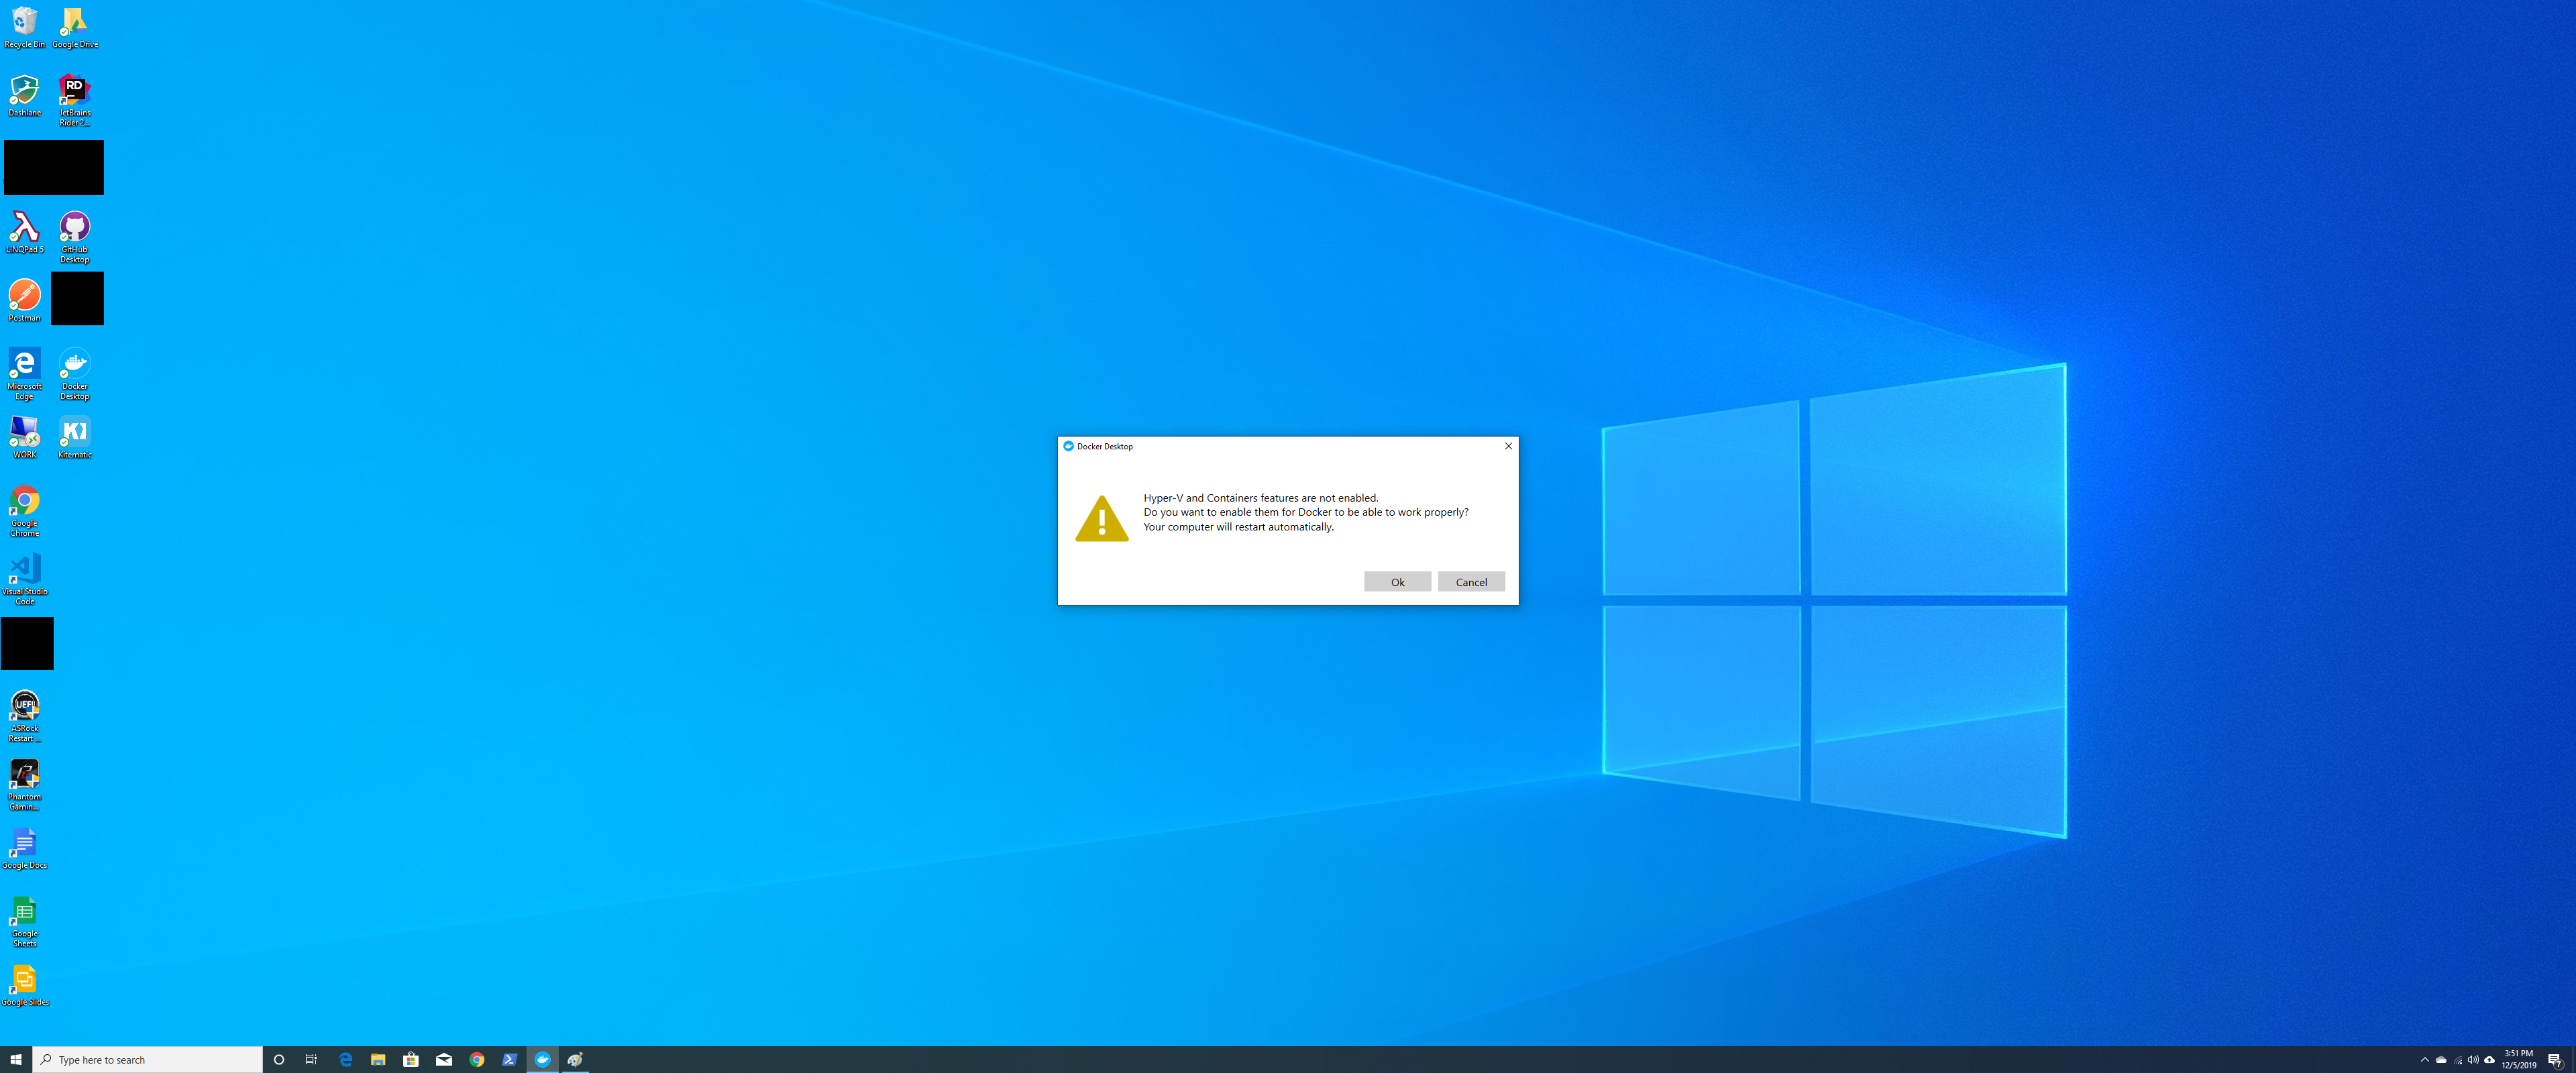 Recycle Bin
Google Drive
Dashlane
RD
JetBrains
Rider 2...
LINQPad 5
GitHub
Desktop
Postman
Microsoft
Edge
Docker
Desktop
WORK
Kitematic
Google
Chrome
Visual Studio
Code
UEFI
ASRock
Restart ...
Phantom
Gamin...
Google Docs
Google
Sheets
Google Slides
Docker Desktop
Hyper-V and Containers features are not enabled.
Do you want to enable them for Docker to be able to work properly?
Your computer will restart automatically.
Ok
Cancel
Type here to search
3:51 PM
12/5/2019
7